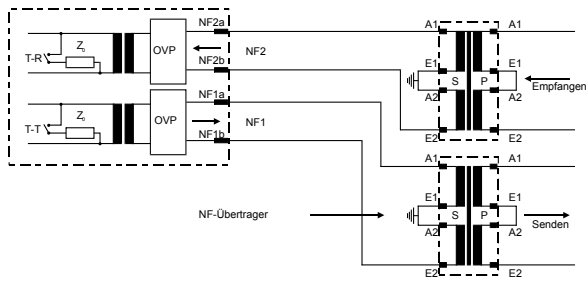 NF2a
A1
A1
Z0
T-R
OVP
NF2
E1
E1
S
P
Empfangen
NF2b
A2
A2
NF1a
E2
E2
Z0
T-T
OVP
NF1
NF1b
A1
A1
E1
E1
NF-Übertrager
S
P
Senden
A2
A2
E2
E2